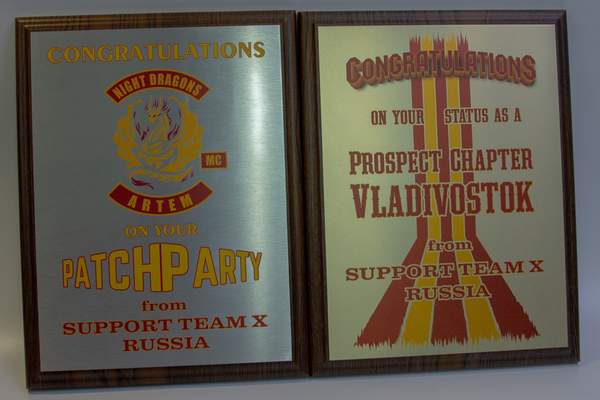 CONGRATULATIONS
NIGHT DRAGONS
MC
ARTEM
ON YOUR
PATCHPARTY
from
SUPPORT TEAM X
RUSSIA
CONGRATULATIONS
ON YOUR STATUS AS A
PROSPECT CHAPTER
VLADIVOSTOK
from
SUPPORT TEAM X
RUSSIA